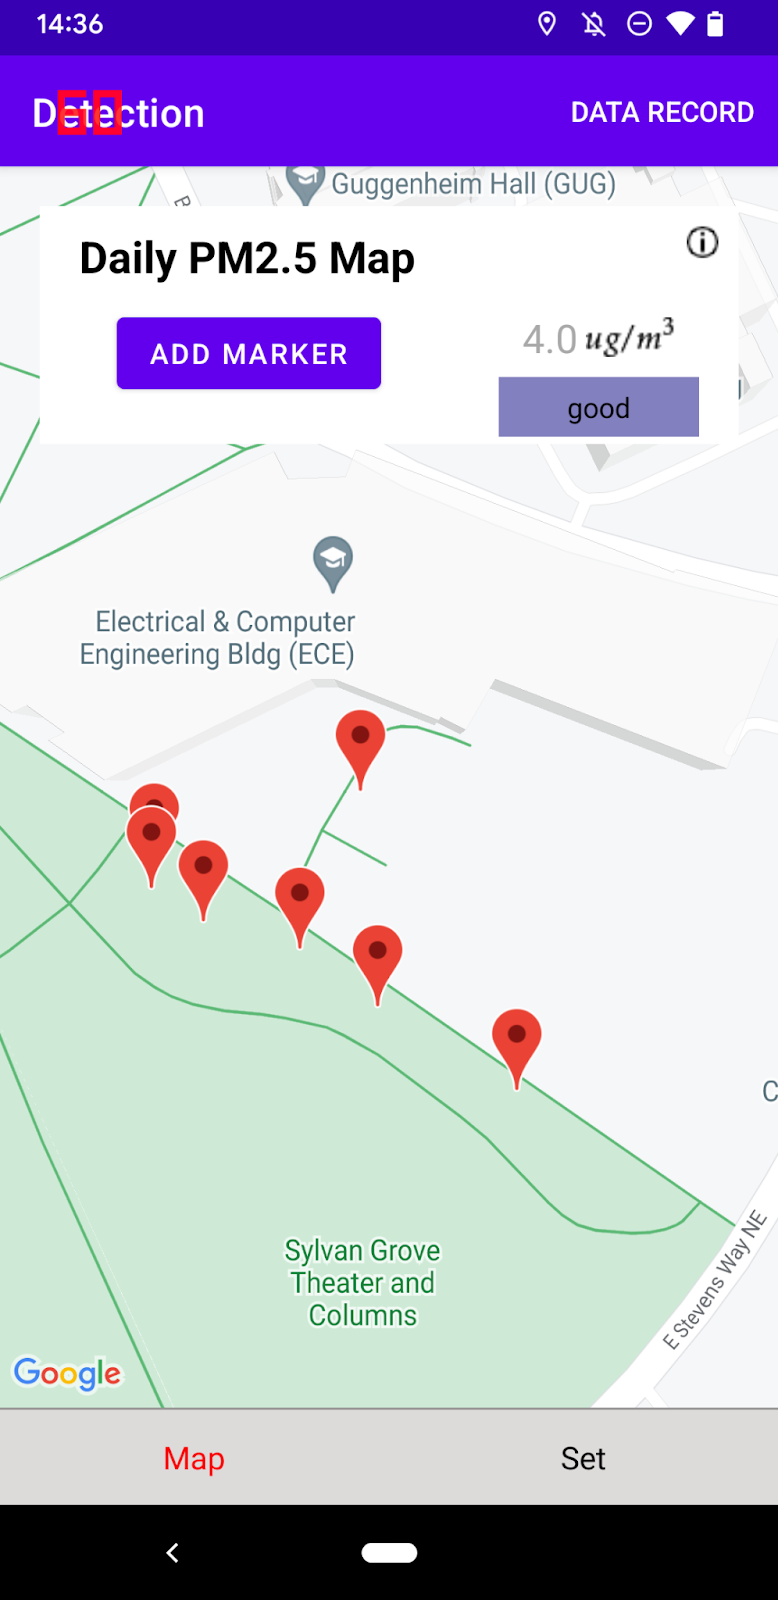 14:36
Detection
DATA RECORD
Guggenheim Hall (GUG)
Daily PM2.5 Map
ADD MARKER
4.0 ug/m³
good
Electrical & Computer
Engineering Bldg (ECE)
Sylvan Grove
Theater and
Columns
E Stevens Way NE
Google
Map
Set